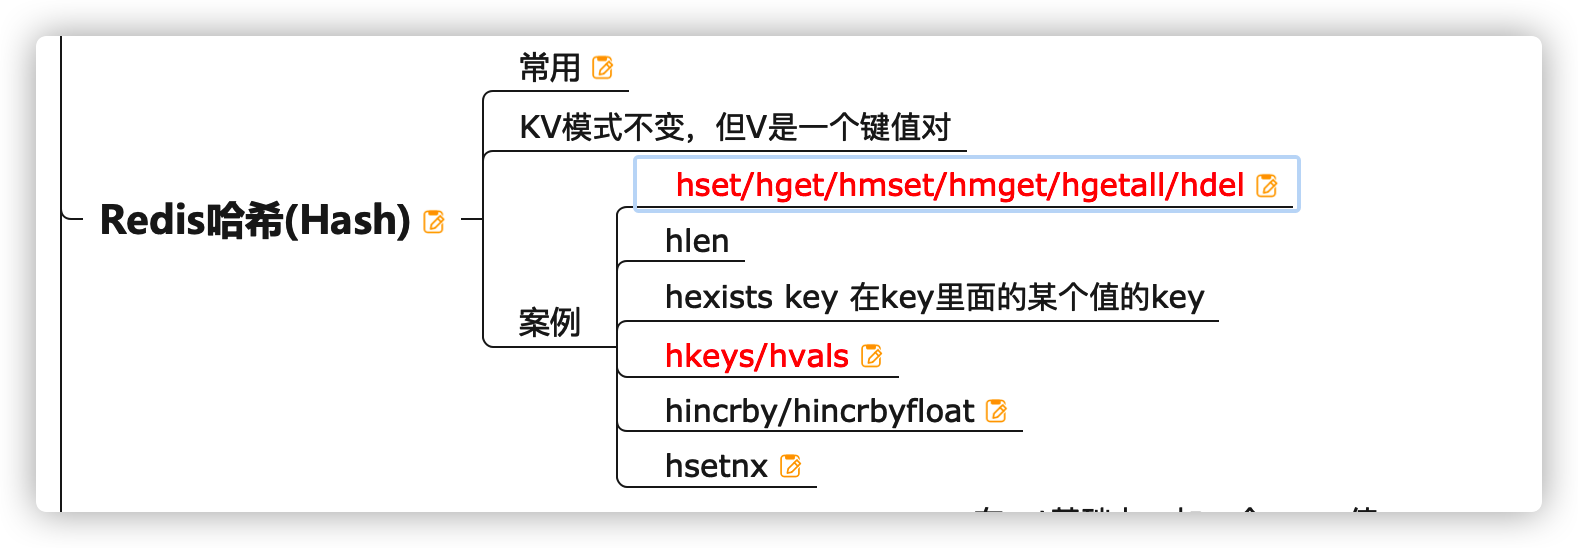 常用
KV模式不变，但V是一个键值对
hset/hget/hmset/hmget/hgetall/hdel
Redis哈希(Hash)
hlen
hexists key 在key里面的某个值的key
案例
hkeys/hvals
hincrby/hincrbyfloat
hsetnx